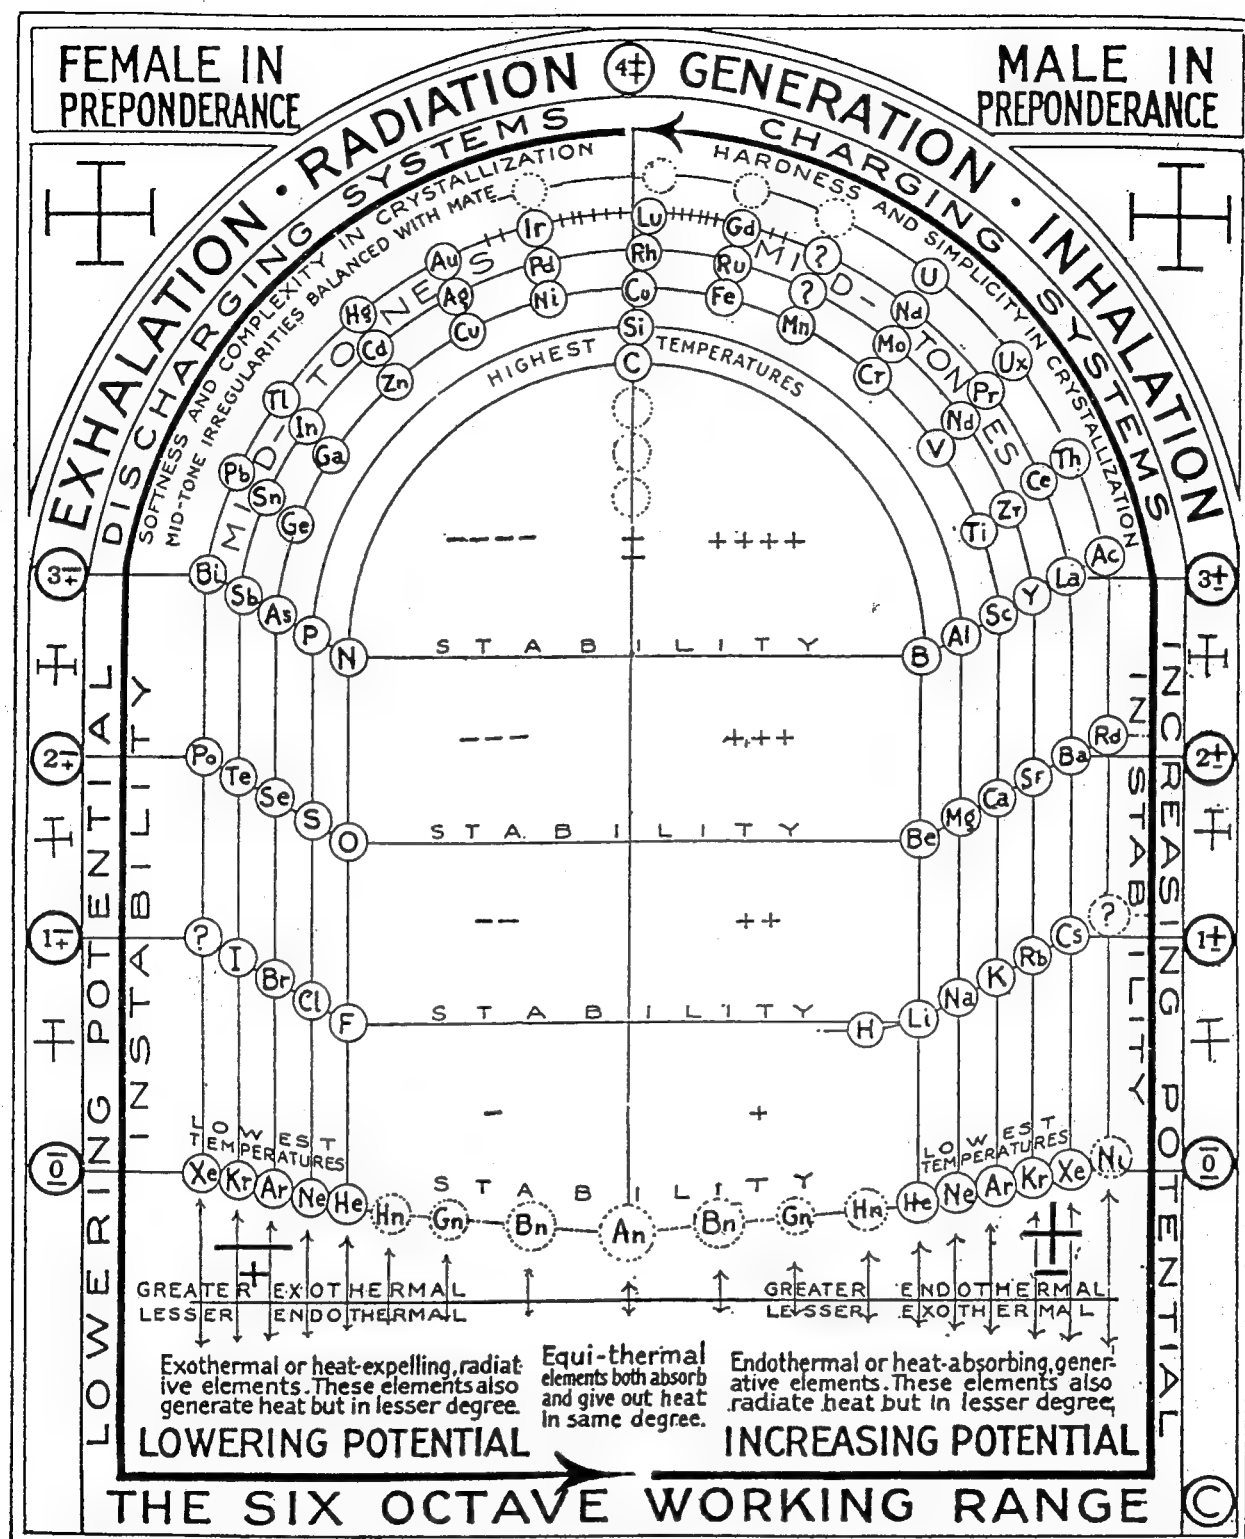 FEMALE IN
PREPONDERANCE
MALE IN
PREPONDERANCE
EXHALATION · RADIATION 4‡ GENERATION · INHALATION
DISCHARGING SYSTEMS
CHARGING SYSTEMS
SOFTNESS AND COMPLEXITY IN CRYSTALLIZATION
MID-TONE IRREGULARITIES BALANCED WITH MATE
HARDNESS AND SIMPLICITY IN CRYSTALLIZATION
MID-TONES
MID-TONES
Ir Lu Gd ?
Au Pd Rh Ru ? U
Hg Ag Ni Co Fe Mn Nd
Cd Cu Si Mo Ux
HIGHEST TEMPERATURES
Zn C Cr Pr
Tl In Ga V Nd Th
Pb Sn Ge Ti Zr Ce
---- ++++
3∓ Bi Sb As P N
STABILITY
B Al Sc Y La Ac 3±
--- +++
2∓ Po Te Se S O
STABILITY
Be Mg Ca Sr Ba Rd 2±
-- ++
1∓ ? I Br Cl F
STABILITY
H Li Na K Rb Cs ? 1±
- +
LOWEST
TEMPERATURES
LOWEST
TEMPERATURES
0 Xe Kr Ar Ne He Hn Gn Bn An Bn Gn Hn He Ne Ar Kr Xe 0
STABILITY
LOWERING POTENTIAL
INSTABILITY
INSTABILITY
INCREASING POTENTIAL
GREATER EXOTHERMAL
LESSER ENDOTHERMAL
GREATER ENDOTHERMAL
LESSER EXOTHERMAL
Exothermal or heat-expelling, radiat-
ive elements. These elements also
generate heat but in lesser degree.
Equi-thermal
elements both absorb
and give out heat
in same degree.
Endothermal or heat-absorbing, gener-
ative elements. These elements also
radiate heat but in lesser degree,
LOWERING POTENTIAL
INCREASING POTENTIAL
THE SIX OCTAVE WORKING RANGE ©